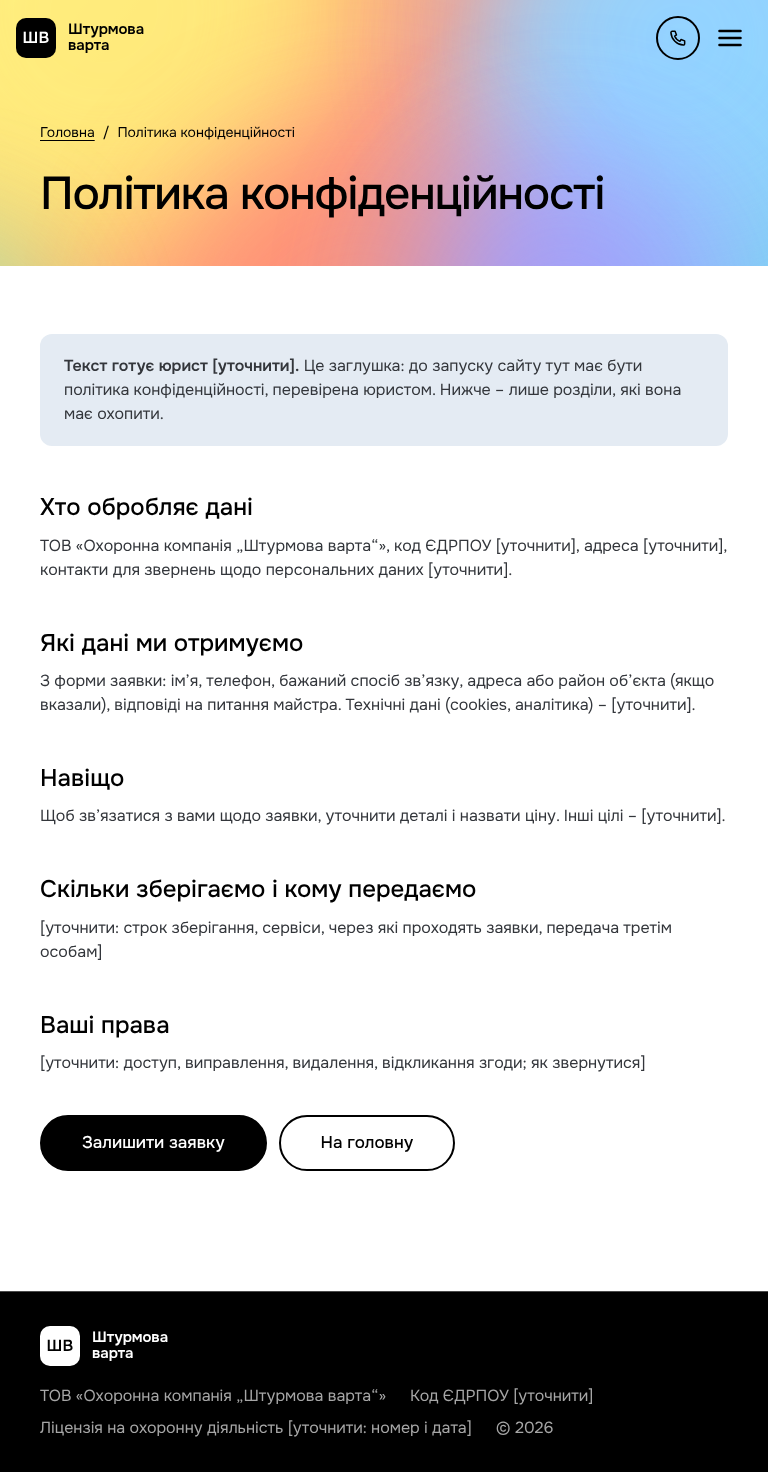 ШВ
Штурмова
варта
Головна / Політика конфіденційності
Політика конфіденційності
Текст готує юрист [уточнити]. Це заглушка: до запуску сайту тут має бути
політика конфіденційності, перевірена юристом. Нижче – лише розділи, які вона
має охопити.
Хто обробляє дані
ТОВ «Охоронна компанія „Штурмова варта“», код ЄДРПОУ [уточнити], адреса [уточнити],
контакти для звернень щодо персональних даних [уточнити].
Які дані ми отримуємо
З форми заявки: ім’я, телефон, бажаний спосіб зв’язку, адреса або район об’єкта (якщо
вказали), відповіді на питання майстра. Технічні дані (cookies, аналітика) – [уточнити].
Навіщо
Щоб зв’язатися з вами щодо заявки, уточнити деталі і назвати ціну. Інші цілі – [уточнити].
Скільки зберігаємо і кому передаємо
[уточнити: строк зберігання, сервіси, через які проходять заявки, передача третім
особам]
Ваші права
[уточнити: доступ, виправлення, видалення, відкликання згоди; як звернутися]
Залишити заявку
На головну
ШВ
Штурмова
варта
ТОВ «Охоронна компанія „Штурмова варта“» Код ЄДРПОУ [уточнити]
Ліцензія на охоронну діяльність [уточнити: номер і дата] © 2026